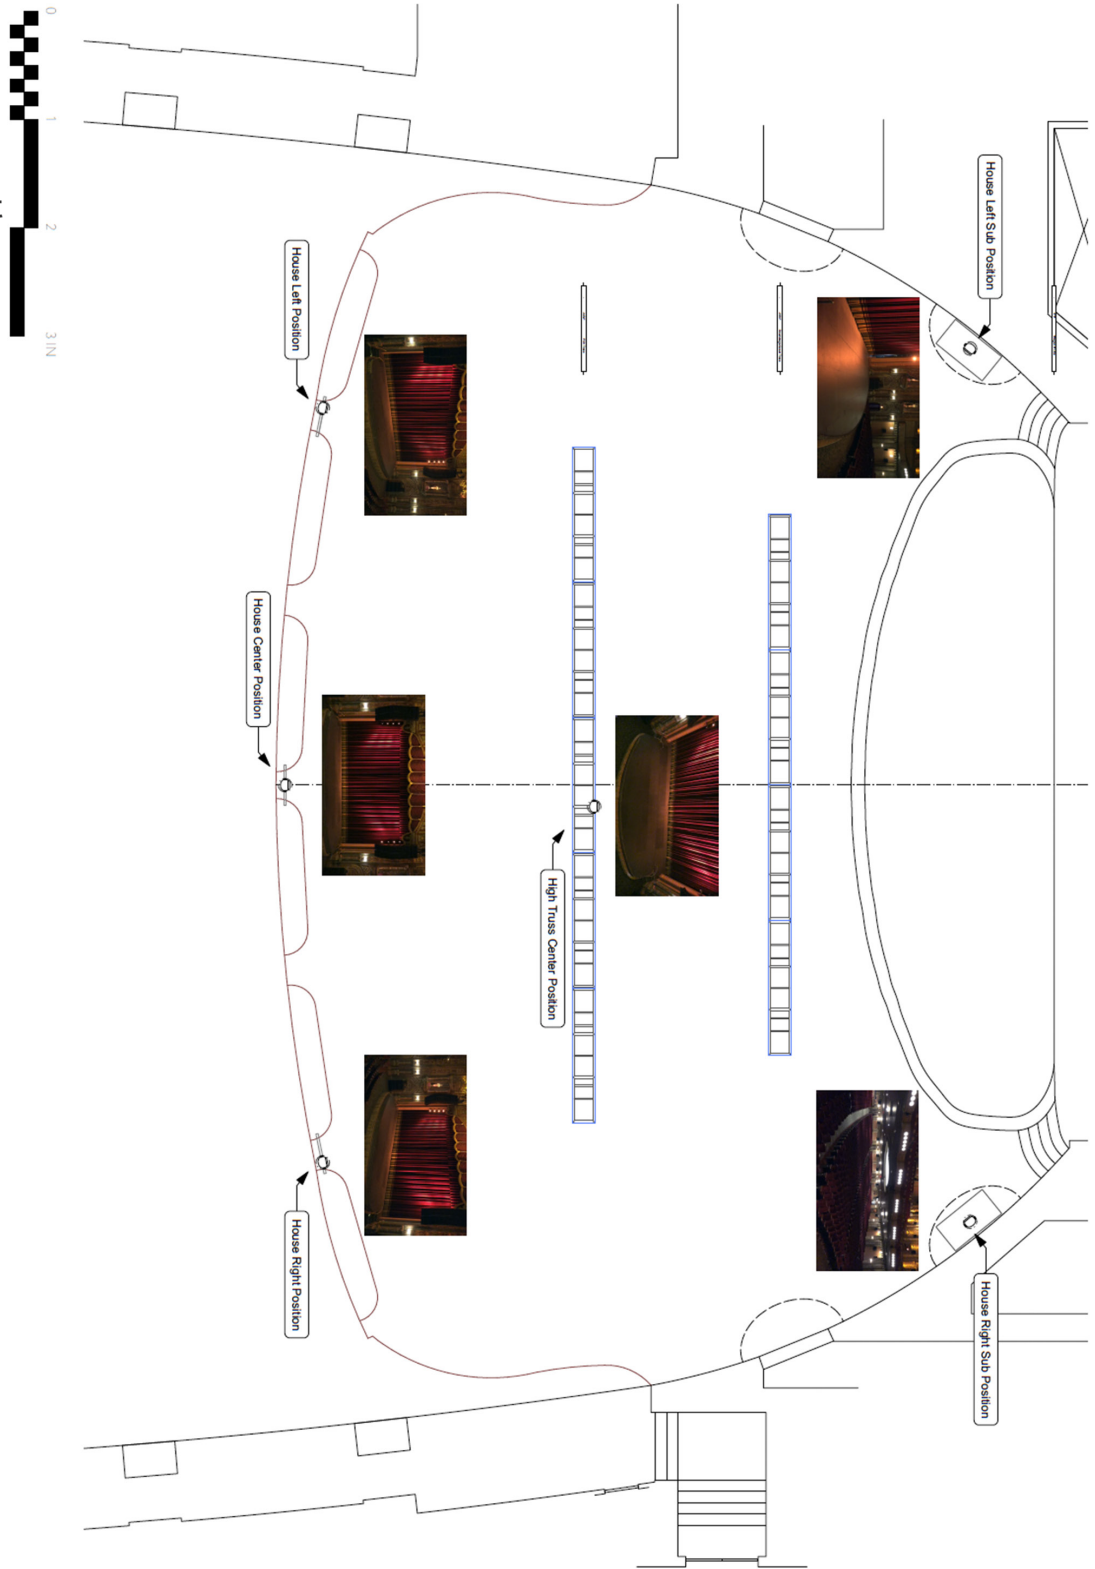 0
1
2
3 IN
House Left Sub Position
House Left Position
House Center Position
High Truss Center Position
House Right Position
House Right Sub Position